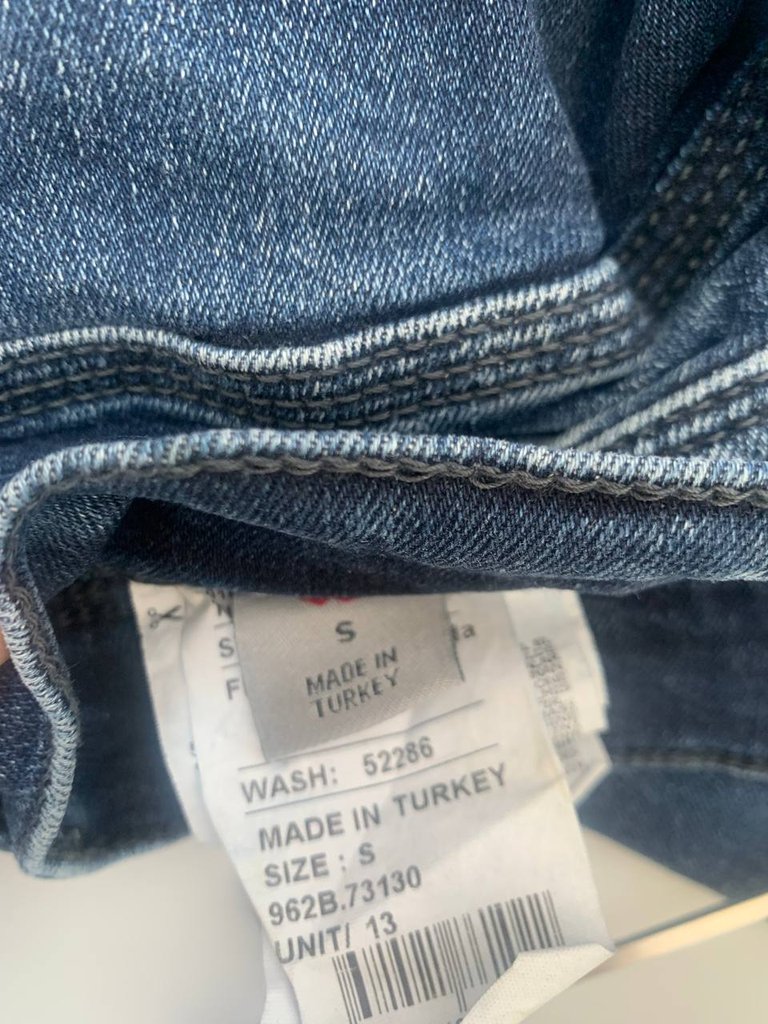 S
MADE IN
TURKEY
S
F
WASH: 52286
MADE IN TURKEY
SIZE : S
962B.73130
UNIT/ 13